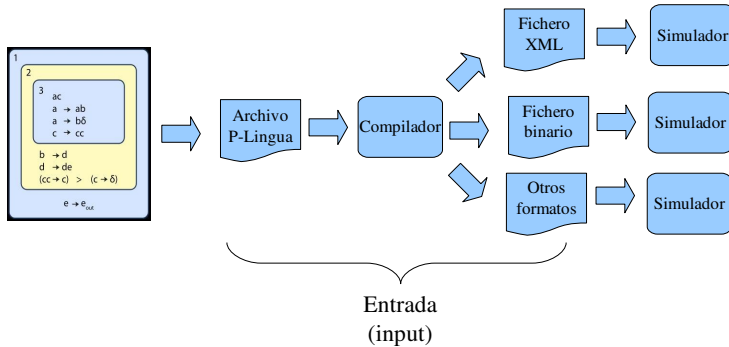 1
2
3
ac
a → ab
a → bδ
c → cc
b → d
d → de
(cc → c) > (c → δ)
e → e_out
Archivo
P-Lingua
Compilador
Fichero
XML
Simulador
Fichero
binario
Simulador
Otros
formatos
Simulador
Entrada
(input)